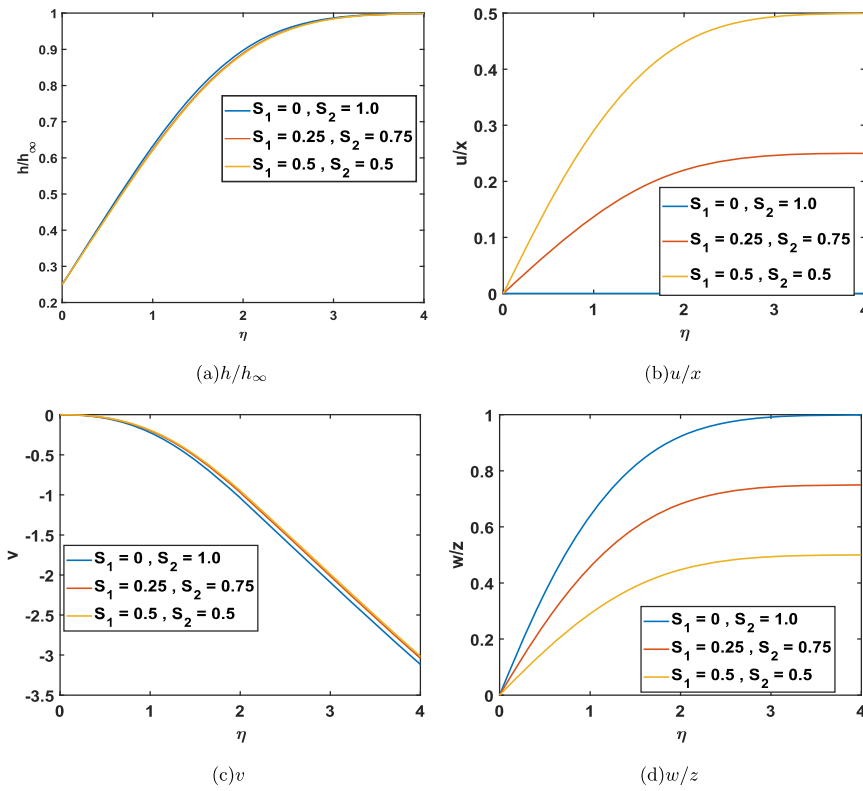 1
0.9
0.8
0.7
0.6
0.5
0.4
0.3
0.2
h/h∞
S1 = 0 , S2 = 1.0
S1 = 0.25 , S2 = 0.75
S1 = 0.5 , S2 = 0.5
0 1 2 3 4
η
(a)h/h∞
0.5
0.4
0.3
0.2
0.1
0
u/x
S1 = 0 , S2 = 1.0
S1 = 0.25 , S2 = 0.75
S1 = 0.5 , S2 = 0.5
0 1 2 3 4
η
(b)u/x
0
-0.5
-1
-1.5
-2
-2.5
-3
-3.5
v
S1 = 0 , S2 = 1.0
S1 = 0.25 , S2 = 0.75
S1 = 0.5 , S2 = 0.5
0 1 2 3 4
η
(c)v
1
0.8
0.6
0.4
0.2
0
w/z
S1 = 0 , S2 = 1.0
S1 = 0.25 , S2 = 0.75
S1 = 0.5 , S2 = 0.5
0 1 2 3 4
η
(d)w/z